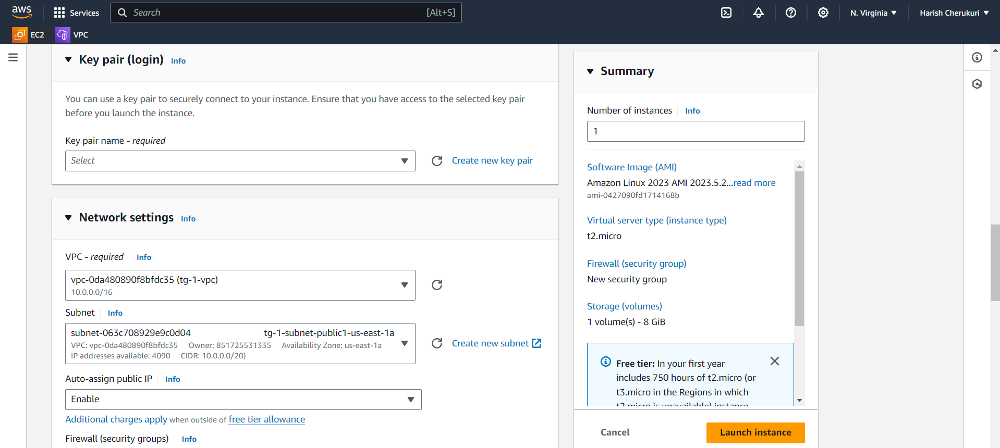 aws
Services
Search
[Alt+S]
N. Virginia
Harish Cherukuri
EC2
VPC
Key pair (login) Info
You can use a key pair to securely connect to your instance. Ensure that you have access to the selected key pair
before you launch the instance.
Key pair name - required
Select
Create new key pair
Network settings Info
VPC - required Info
vpc-0da480890f8bfdc35 (tg-1-vpc)
10.0.0.0/16
Subnet Info
subnet-063c708929e9c0d04 tg-1-subnet-public1-us-east-1a
VPC: vpc-0da480890f8bfdc35 Owner: 851725531335 Availability Zone: us-east-1a
IP addresses available: 4090 CIDR: 10.0.0.0/20)
Create new subnet
Auto-assign public IP Info
Enable
Additional charges apply when outside of free tier allowance
Firewall (security groups) Info
Summary
Number of instances Info
1
Software Image (AMI)
Amazon Linux 2023 AMI 2023.5.2...read more
ami-0427090fd1714168b
Virtual server type (instance type)
t2.micro
Firewall (security group)
New security group
Storage (volumes)
1 volume(s) - 8 GiB
Free tier: In your first year
includes 750 hours of t2.micro (or
t3.micro in the Regions in which
t2.micro is unavailable) instance
Cancel
Launch instance